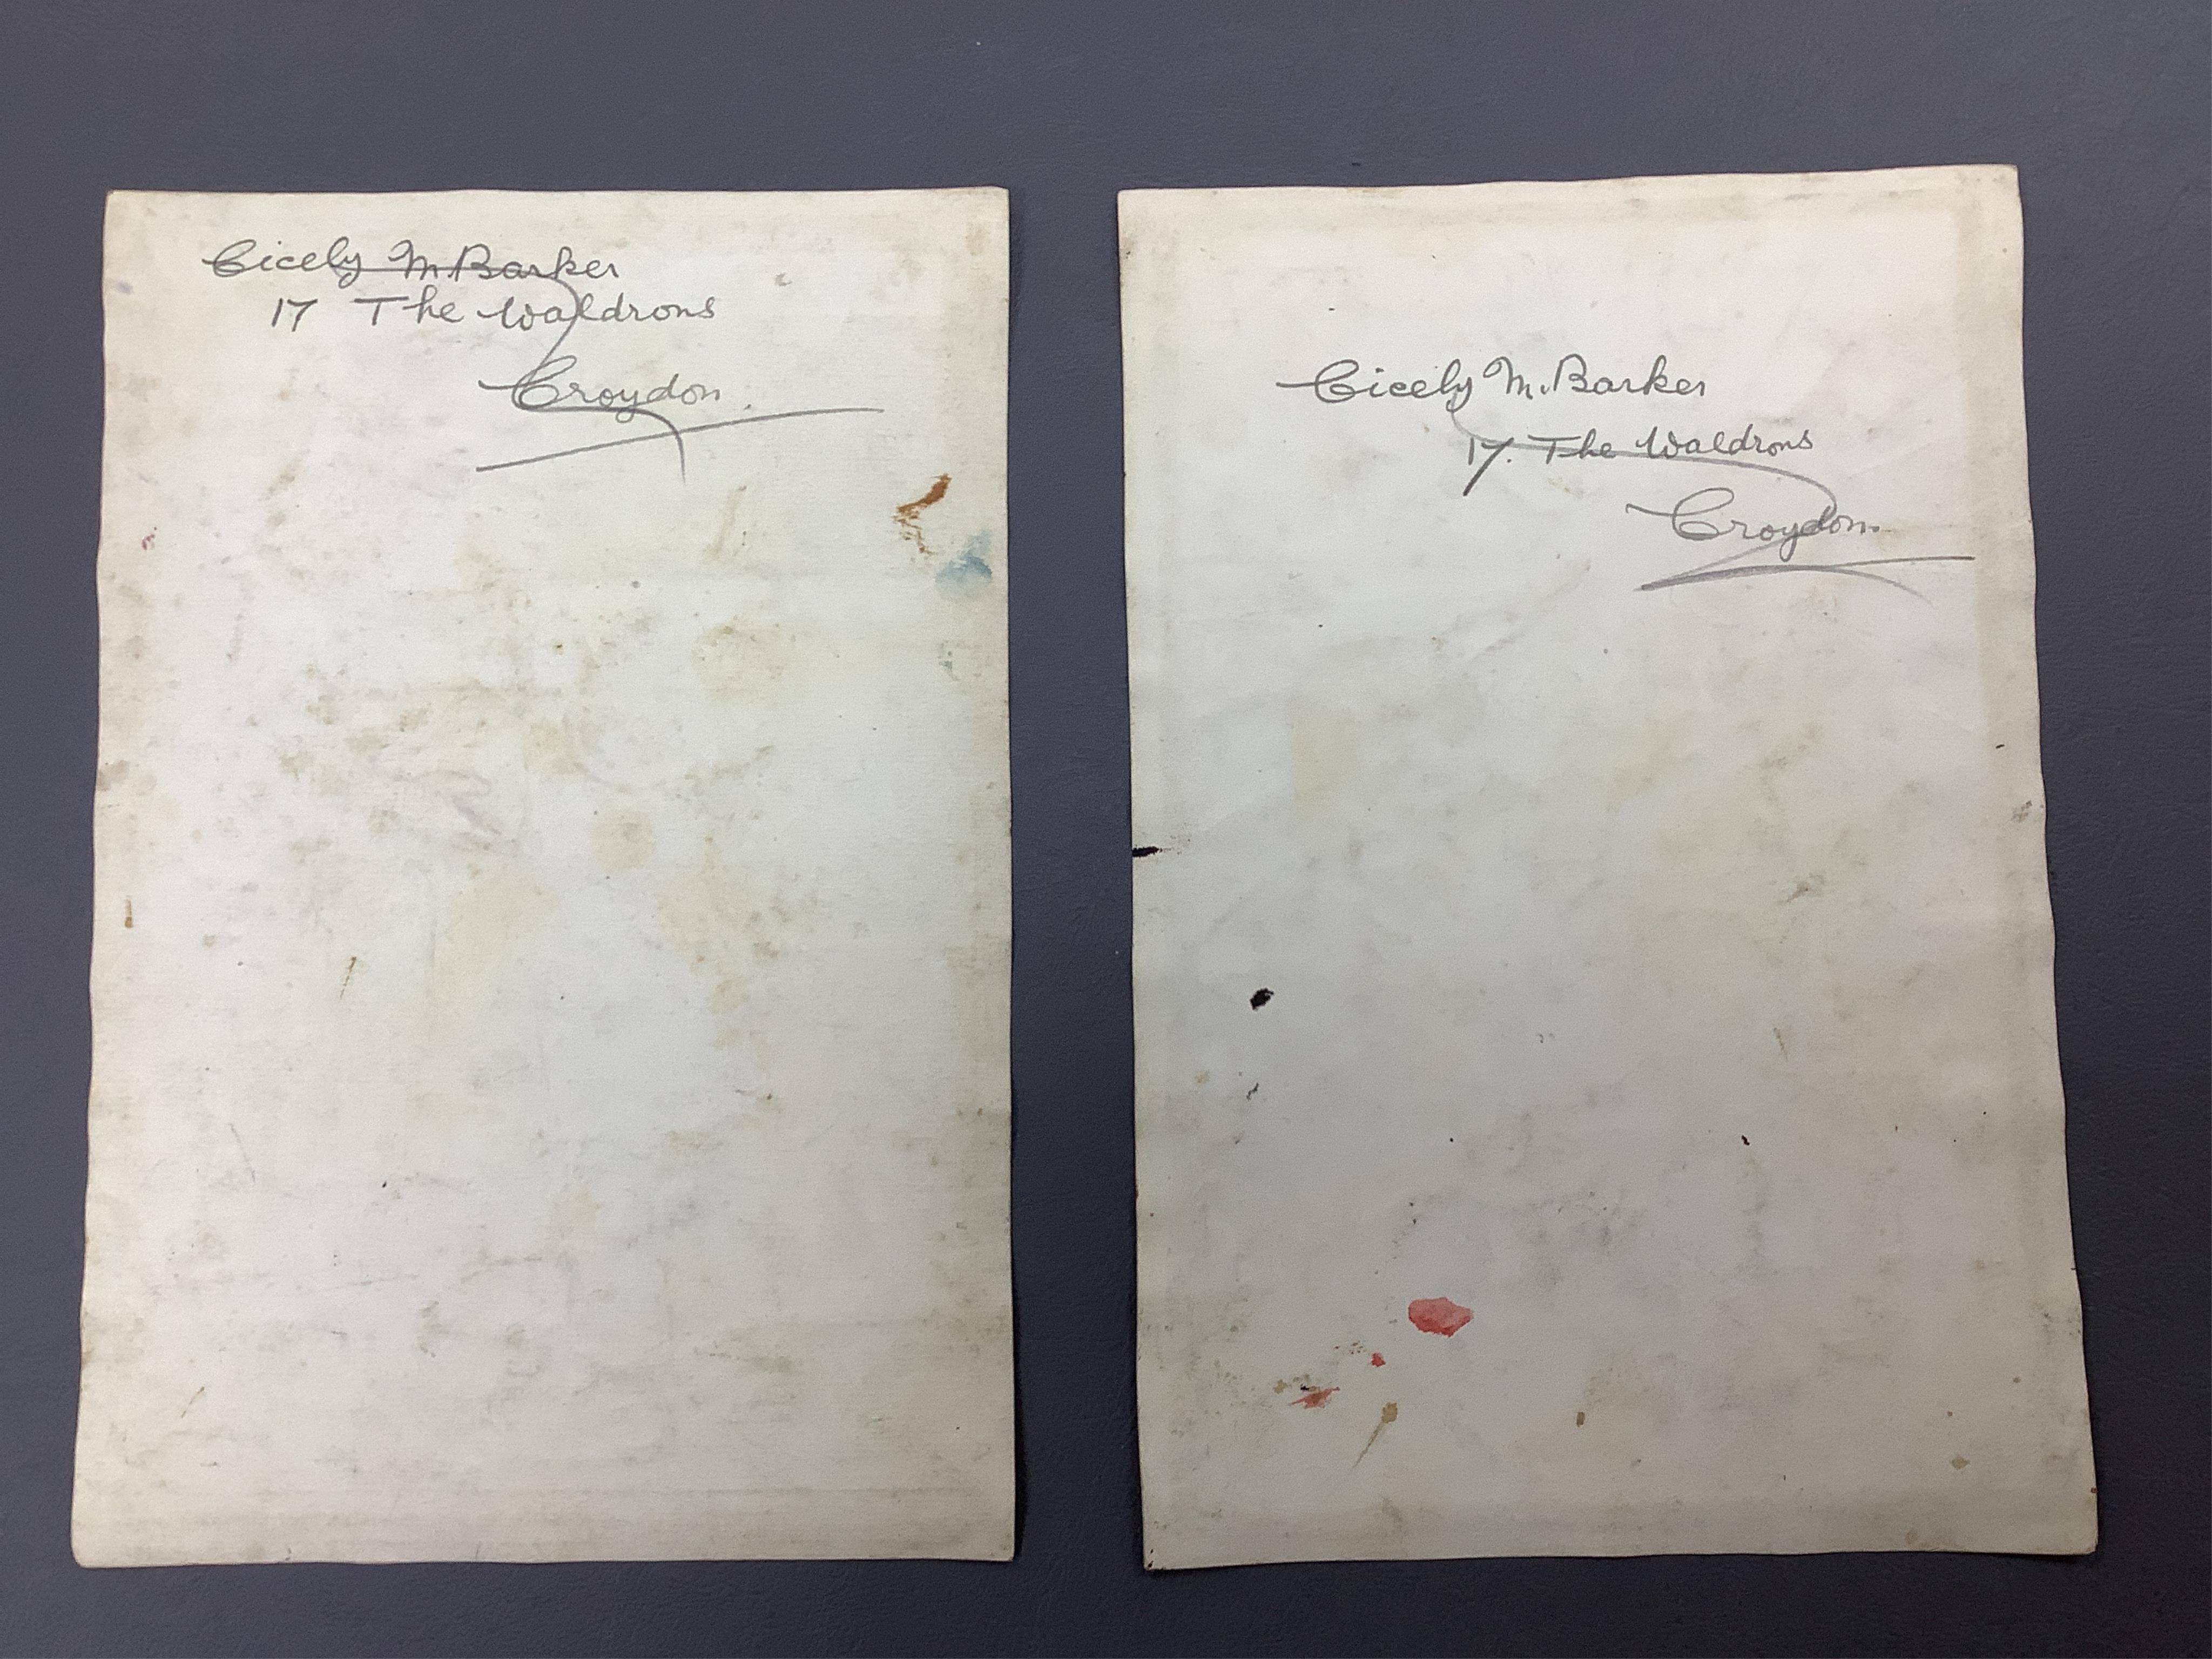 Cicely M. Barker
17 The Waldrons
Croydon.
Cicely M. Barker
17. The Waldrons
Croydon.